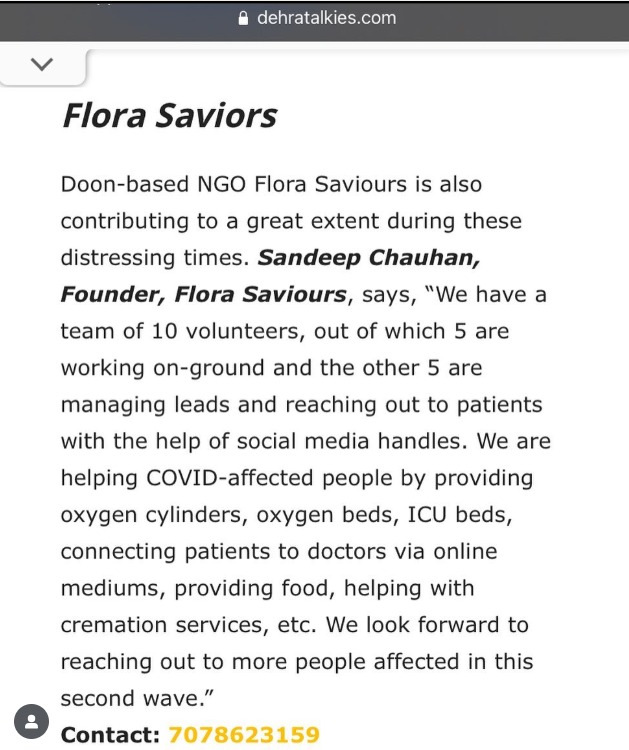 dehratalkies.com
Flora Saviors
Doon-based NGO Flora Saviours is also
contributing to a great extent during these
distressing times. Sandeep Chauhan,
Founder, Flora Saviours, says, “We have a
team of 10 volunteers, out of which 5 are
working on-ground and the other 5 are
managing leads and reaching out to patients
with the help of social media handles. We are
helping COVID-affected people by providing
oxygen cylinders, oxygen beds, ICU beds,
connecting patients to doctors via online
mediums, providing food, helping with
cremation services, etc. We look forward to
reaching out to more people affected in this
second wave.”
Contact: 7078623159